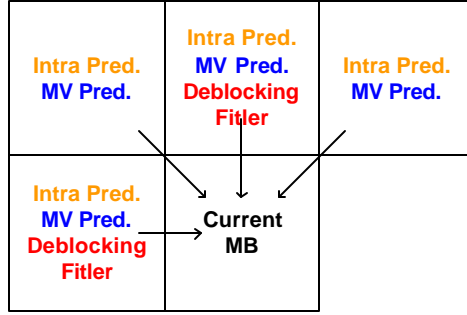 Intra Pred.
MV Pred.
Intra Pred.
MV Pred.
Deblocking
Fitler
Intra Pred.
MV Pred.
Intra Pred.
MV Pred.
Deblocking
Fitler
Current
MB